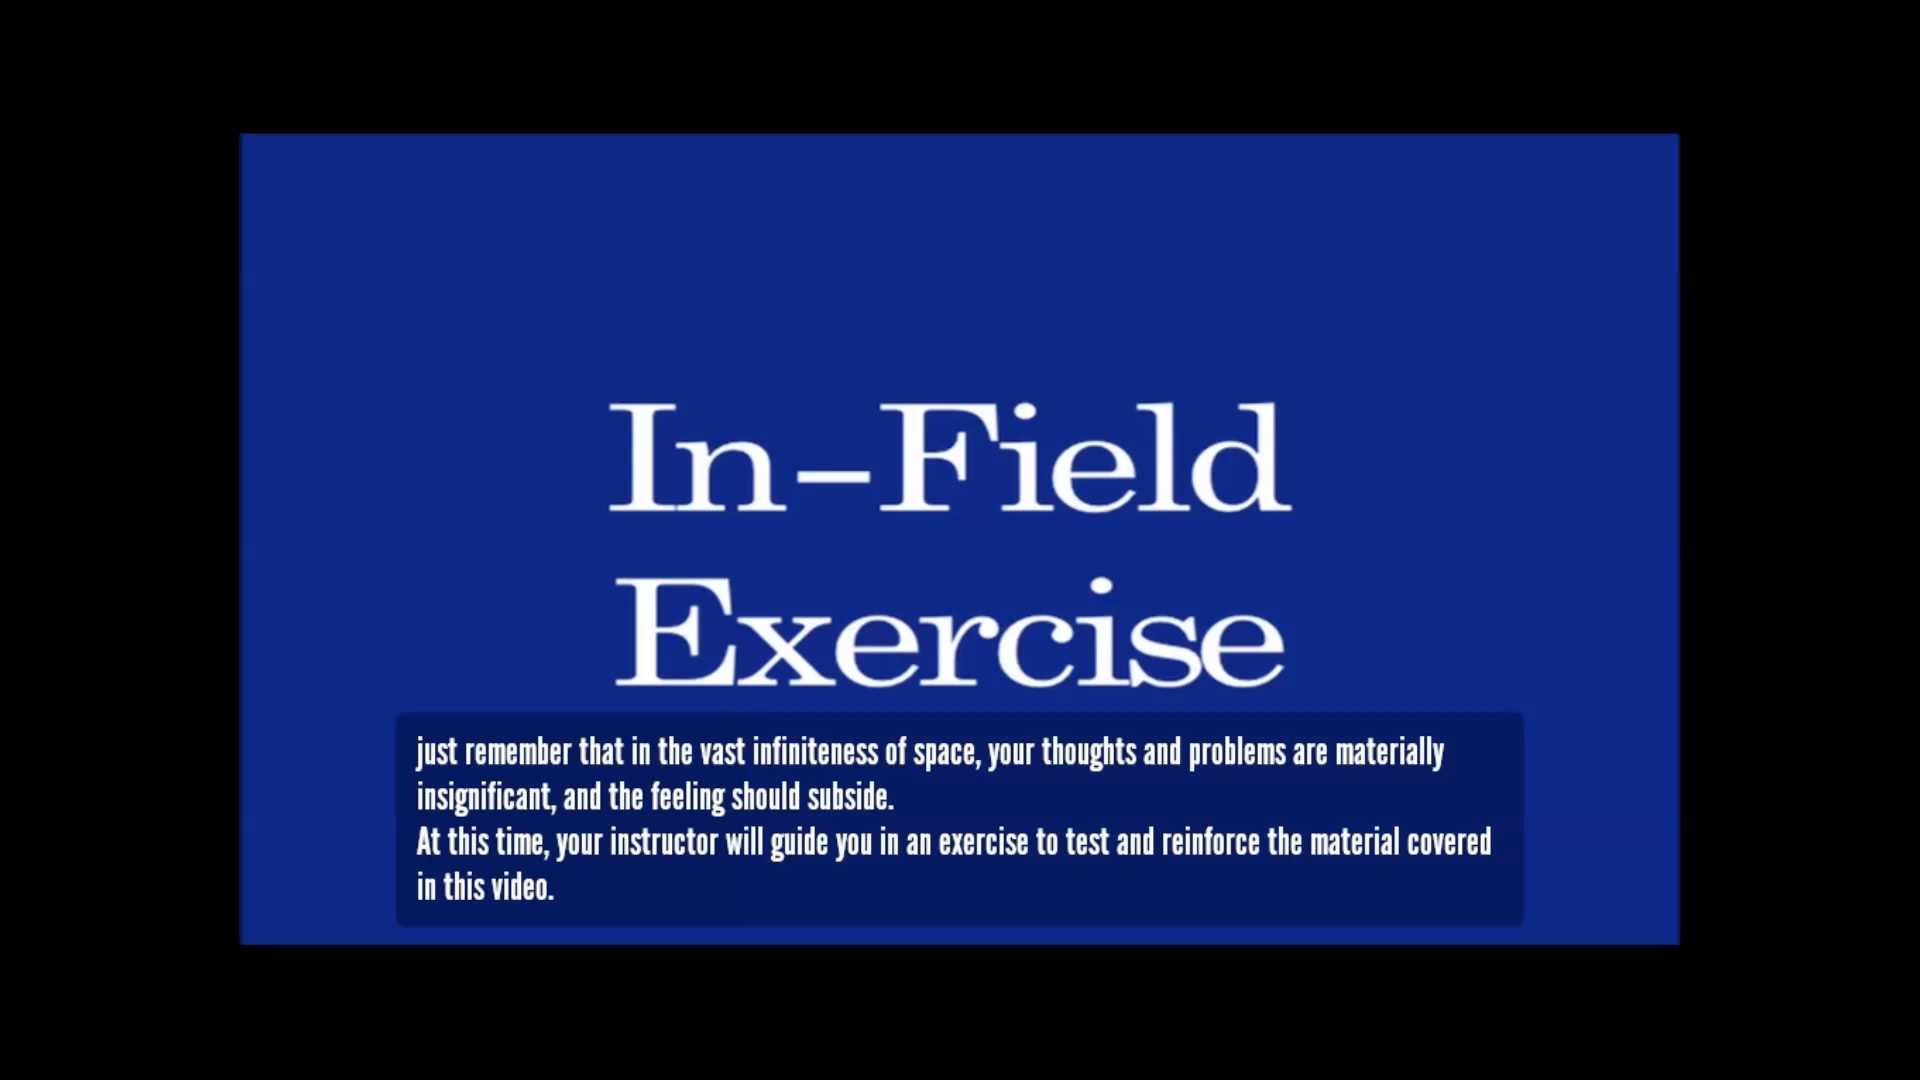 In-Field
Exercise
just remember that in the vast infiniteness of space, your thoughts and problems are materially
insignificant, and the feeling should subside.
At this time, your instructor will guide you in an exercise to test and reinforce the material covered
in this video.